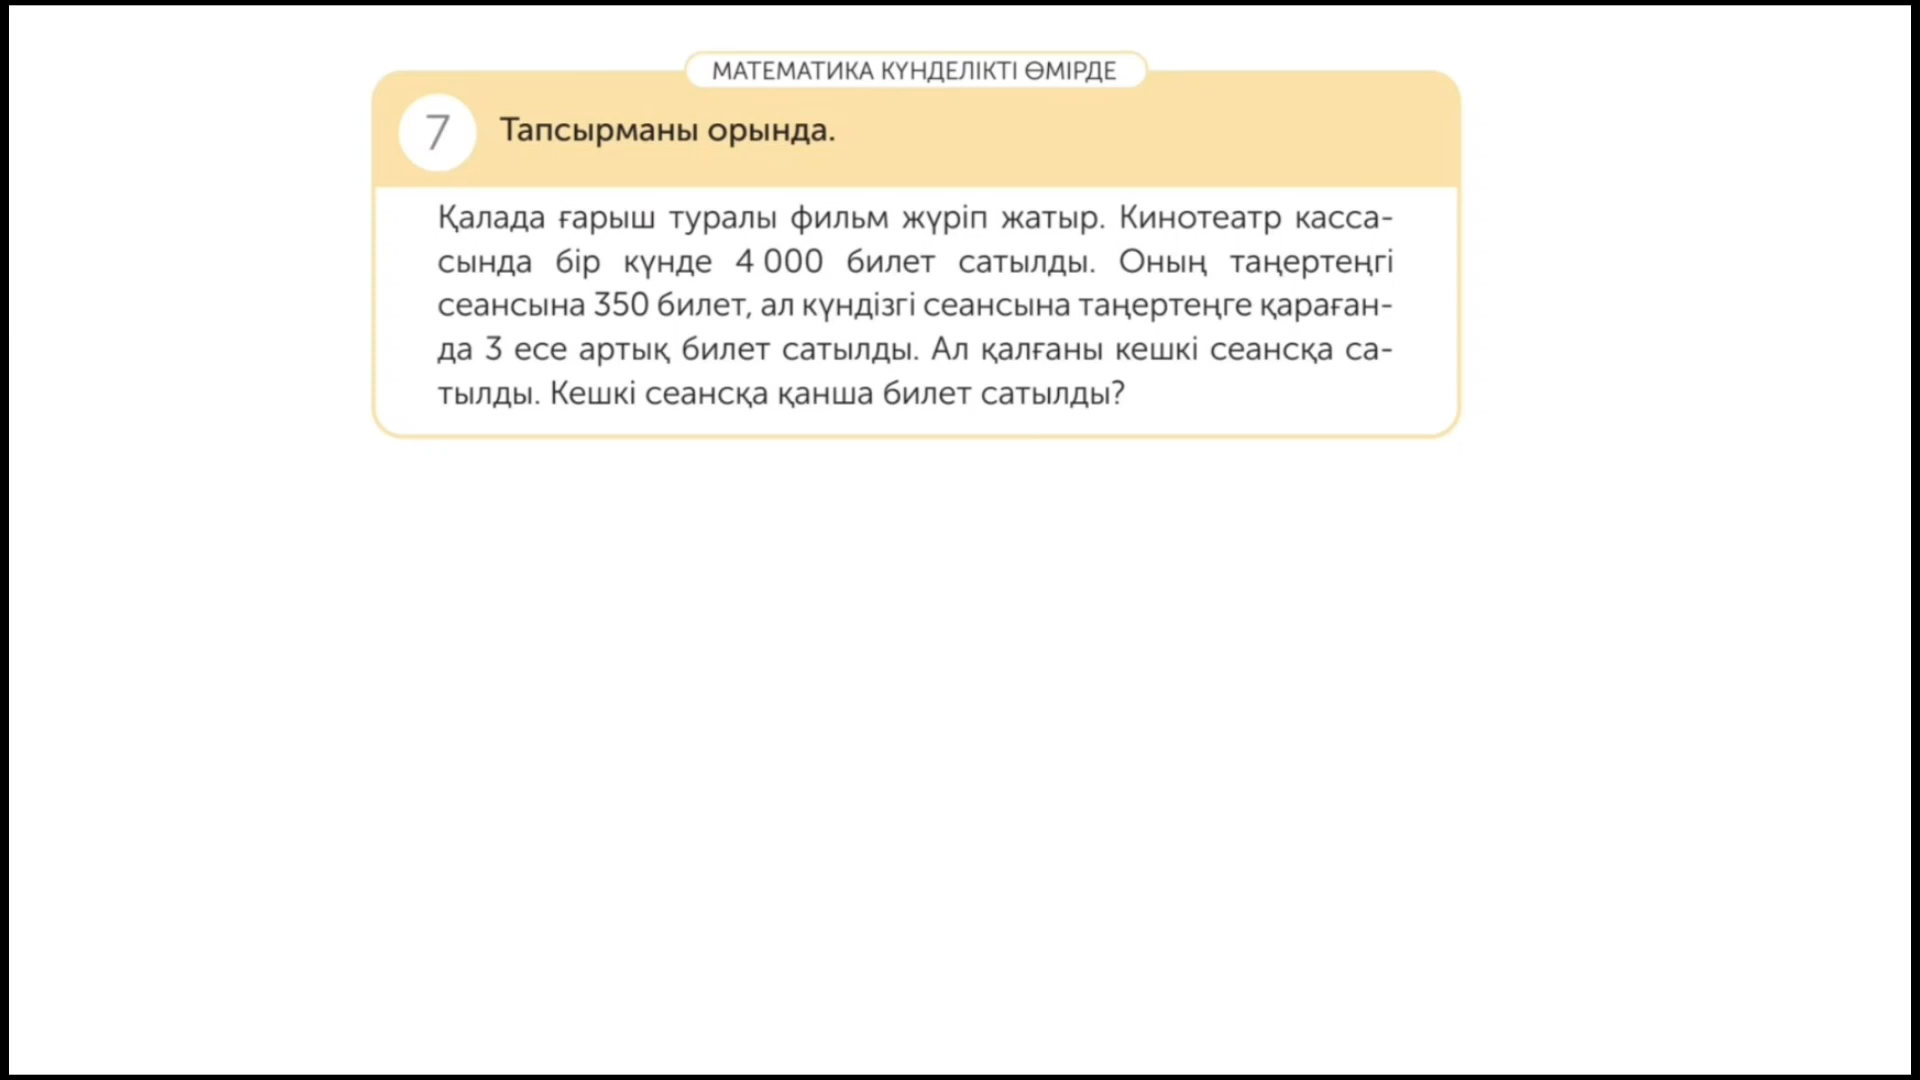 МАТЕМАТИКА КҮНДЕЛІКТІ ӨМІРДЕ
7 Тапсырманы орында.
Қалада ғарыш туралы фильм жүріп жатыр. Кинотеатр касса-
сында бір күнде 4 000 билет сатылды. Оның таңертеңгі
сеансына 350 билет, ал күндізгі сеансына таңертеңге қараған-
да 3 есе артық билет сатылды. Ал қалғаны кешкі сеансқа са-
тылды. Кешкі сеансқа қанша билет сатылды?